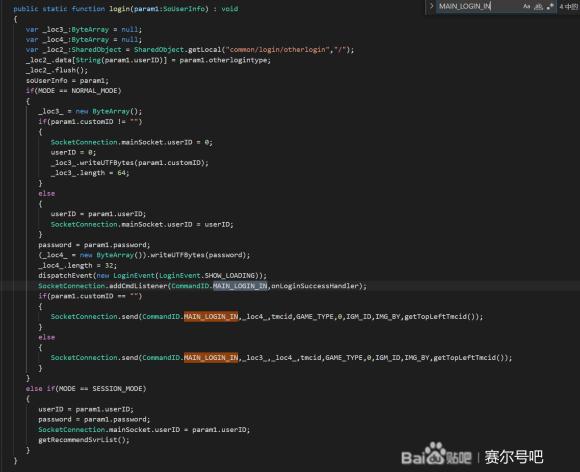 MAIN_LOGIN_IN
4 中的
public static function login(param1:SoUserInfo) : void
{
var _loc3_:ByteArray = null;
var _loc4_:ByteArray = null;
var _loc2_:SharedObject = SharedObject.getLocal("common/login/otherlogin","/");
_loc2_.data[String(param1.userID)] = param1.otherlogintype;
_loc2_.flush();
soUserInfo = param1;
if(MODE == NORMAL_MODE)
{
_loc3_ = new ByteArray();
if(param1.customID != "")
{
SocketConnection.mainSocket.userID = 0;
userID = 0;
_loc3_.writeUTFBytes(param1.customID);
_loc3_.length = 64;
}
else
{
userID = param1.userID;
SocketConnection.mainSocket.userID = userID;
}
password = param1.password;
(_loc4_ = new ByteArray()).writeUTFBytes(password);
_loc4_.length = 32;
dispatchEvent(new LoginEvent(LoginEvent.SHOW_LOADING));
SocketConnection.addCmdListener(CommandID.MAIN_LOGIN_IN,onLoginSuccessHandler);
if(param1.customID == "")
{
SocketConnection.send(CommandID.MAIN_LOGIN_IN,_loc4_,tmcid,GAME_TYPE,0,IGM_ID,IMG_BY,getTopLeftTmcid());
}
else
{
SocketConnection.send(CommandID.MAIN_LOGIN_IN,_loc3_,_loc4_,tmcid,GAME_TYPE,0,IGM_ID,IMG_BY,getTopLeftTmcid());
}
}
else if(MODE == SESSION_MODE)
{
userID = param1.userID;
password = param1.password;
SocketConnection.mainSocket.userID = param1.userID;
getRecommendSvrList();
}
}
Bai贴吧 | 赛尔号吧